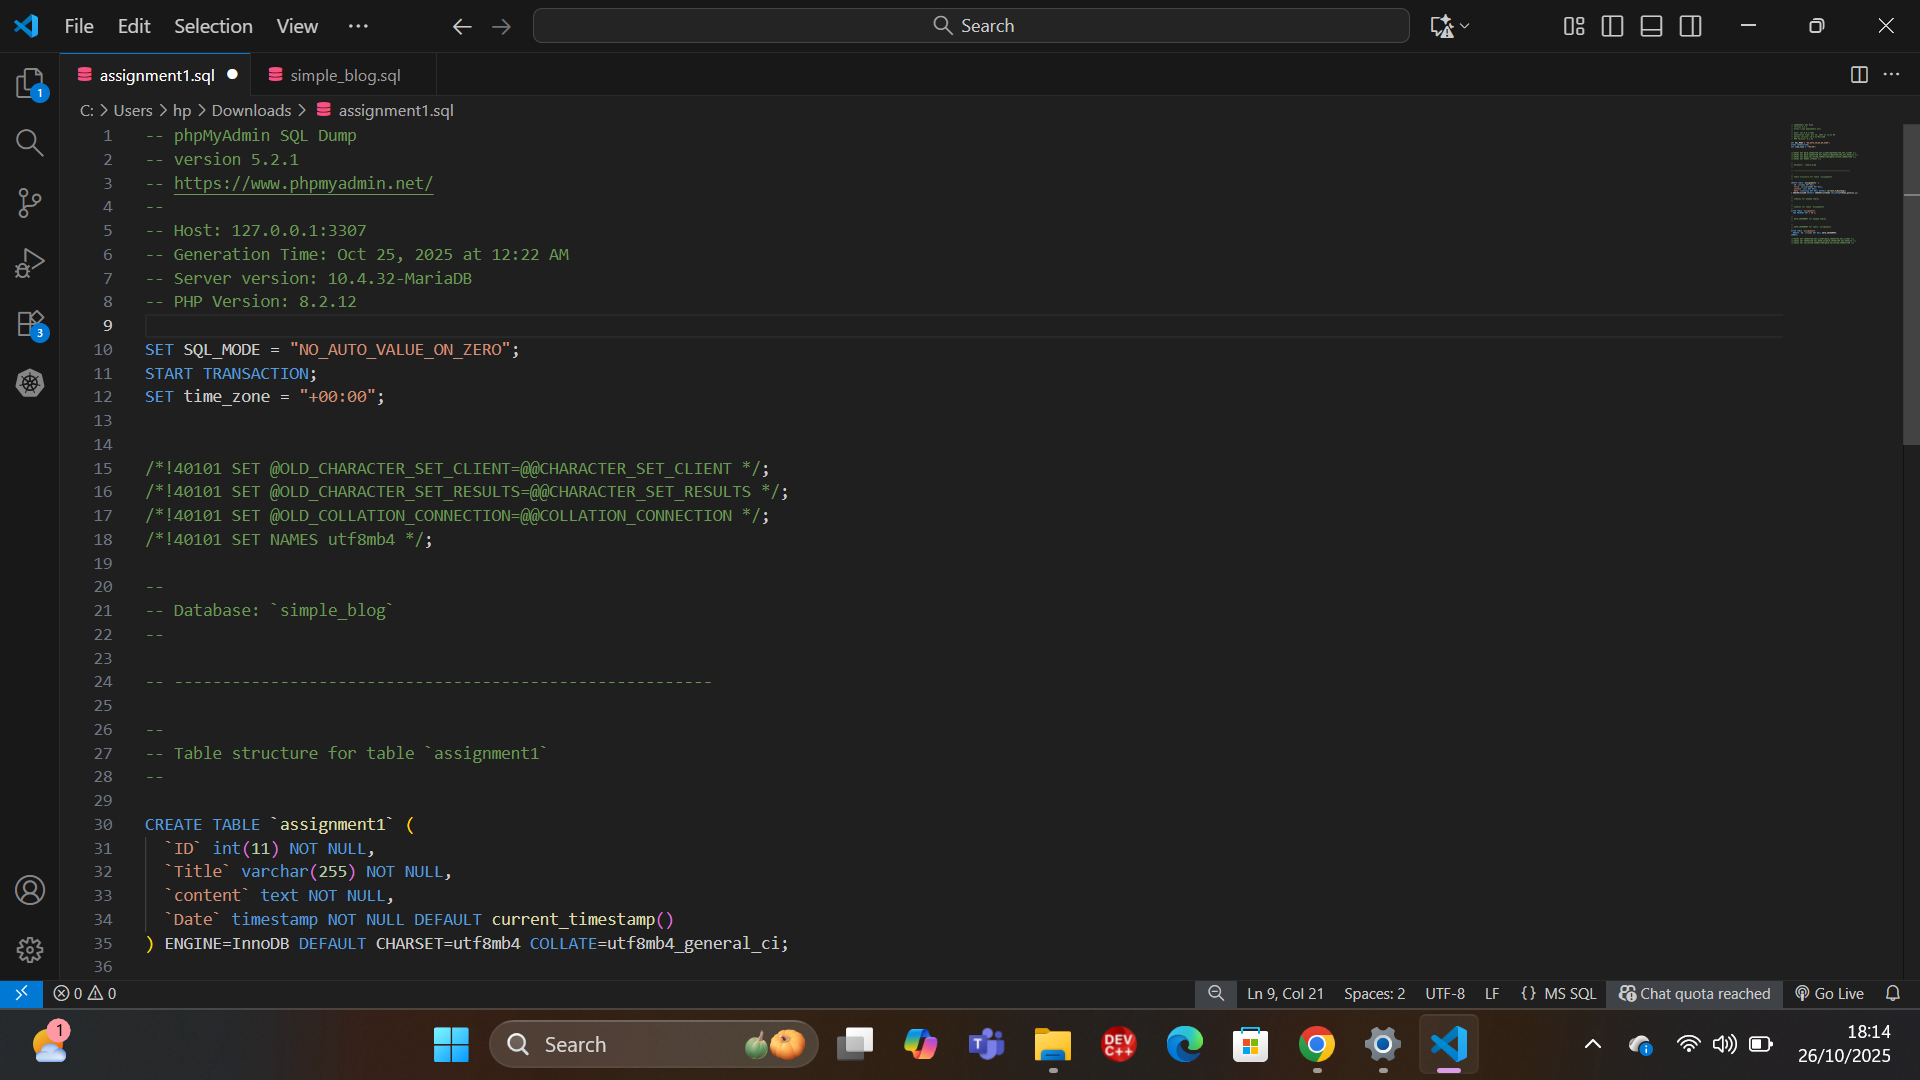 File Edit Selection View ··· Search
assignment1.sql simple_blog.sql
C: > Users > hp > Downloads > assignment1.sql
1 -- phpMyAdmin SQL Dump
2 -- version 5.2.1
3 -- https://www.phpmyadmin.net/
4 --
5 -- Host: 127.0.0.1:3307
6 -- Generation Time: Oct 25, 2025 at 12:22 AM
7 -- Server version: 10.4.32-MariaDB
8 -- PHP Version: 8.2.12
9
10 SET SQL_MODE = "NO_AUTO_VALUE_ON_ZERO";
11 START TRANSACTION;
12 SET time_zone = "+00:00";
13
14
15 /*!40101 SET @OLD_CHARACTER_SET_CLIENT=@@CHARACTER_SET_CLIENT */;
16 /*!40101 SET @OLD_CHARACTER_SET_RESULTS=@@CHARACTER_SET_RESULTS */;
17 /*!40101 SET @OLD_COLLATION_CONNECTION=@@COLLATION_CONNECTION */;
18 /*!40101 SET NAMES utf8mb4 */;
19
20 --
21 -- Database: `simple_blog`
22 --
23
24 -- --------------------------------------------------------
25
26 --
27 -- Table structure for table `assignment1`
28 --
29
30 CREATE TABLE `assignment1` (
31 `ID` int(11) NOT NULL,
32 `Title` varchar(255) NOT NULL,
33 `content` text NOT NULL,
34 `Date` timestamp NOT NULL DEFAULT current_timestamp()
35 ) ENGINE=InnoDB DEFAULT CHARSET=utf8mb4 COLLATE=utf8mb4_general_ci;
36
1
3
0 0 Ln 9, Col 21 Spaces: 2 UTF-8 LF {} MS SQL Chat quota reached Go Live
1 Search DEV C++ 18:14
26/10/2025